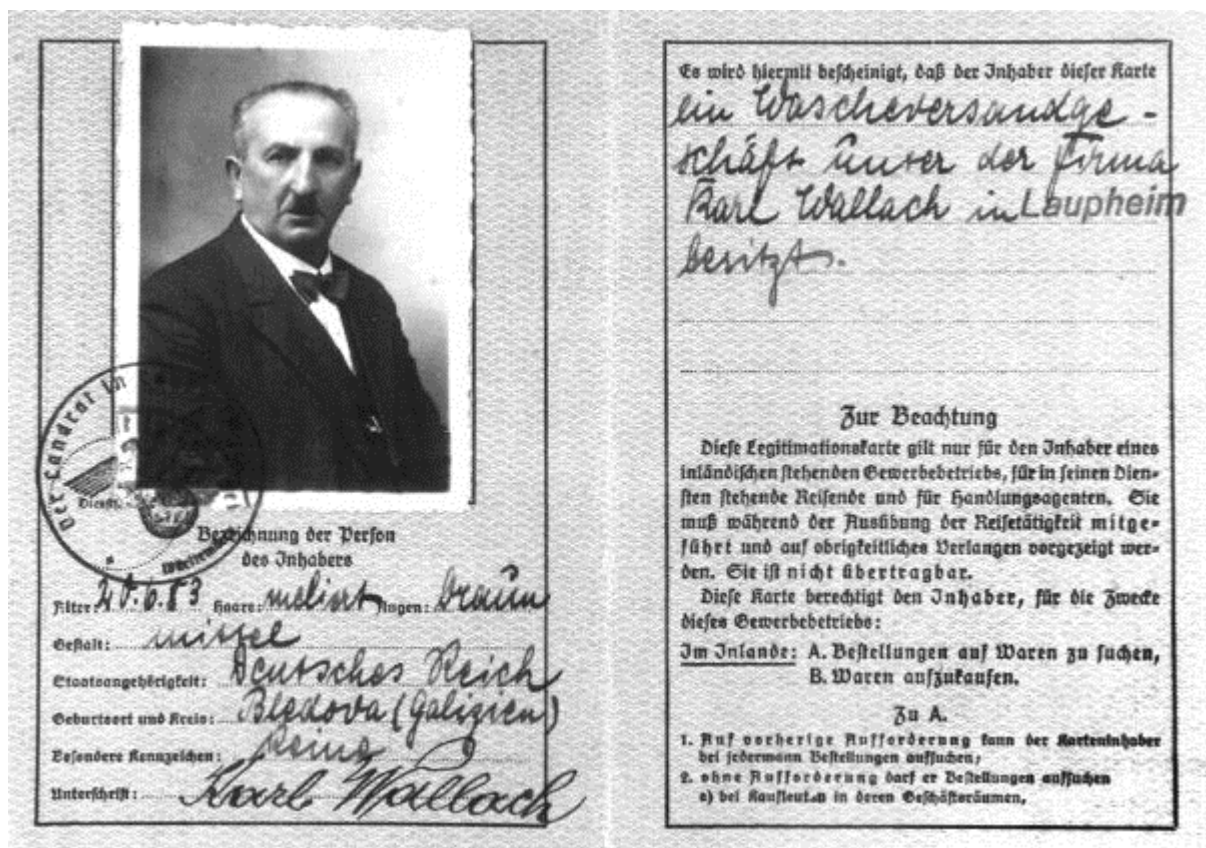 Der Landrat in
Dienst
Württem
Bezeichnung der Person
des Inhabers
Alter: 20.6.83 Haare: meliert Augen: braun
Gestalt: mittel
Staatsangehörigkeit: Deutsches Reich
Geburtsort und Kreis: Bledova (Galizien)
Besondere Kennzeichen: Keine
Unterschrift: Karl Wallach
Es wird hiermit bescheinigt, daß der Inhaber dieser Karte
ein Wäscheversandge-
schäft unter der Firma
Karl Wallach in Laupheim
besitzt.
Zur Beachtung
Diese Legitimationskarte gilt nur für den Inhaber eines
inländischen stehenden Gewerbebetriebs, für in seinen Dien-
sten stehende Reisende und für Handlungsagenten. Sie
muß während der Ausübung der Reisetätigkeit mitge-
führt und auf obrigkeitliches Verlangen vorgezeigt wer-
den. Sie ist nicht übertragbar.
Diese Karte berechtigt den Inhaber, für die Zwecke
dieses Gewerbebetriebs:
Im Inlande: A. Bestellungen auf Waren zu suchen,
B. Waren aufzukaufen.
Zu A.
1. Auf vorherige Aufforderung kann der Karteninhaber
bei jedermann Bestellungen aufsuchen;
2. ohne Aufforderung darf er Bestellungen aufsuchen
a) bei Kaufleuten in deren Geschäftsräumen,